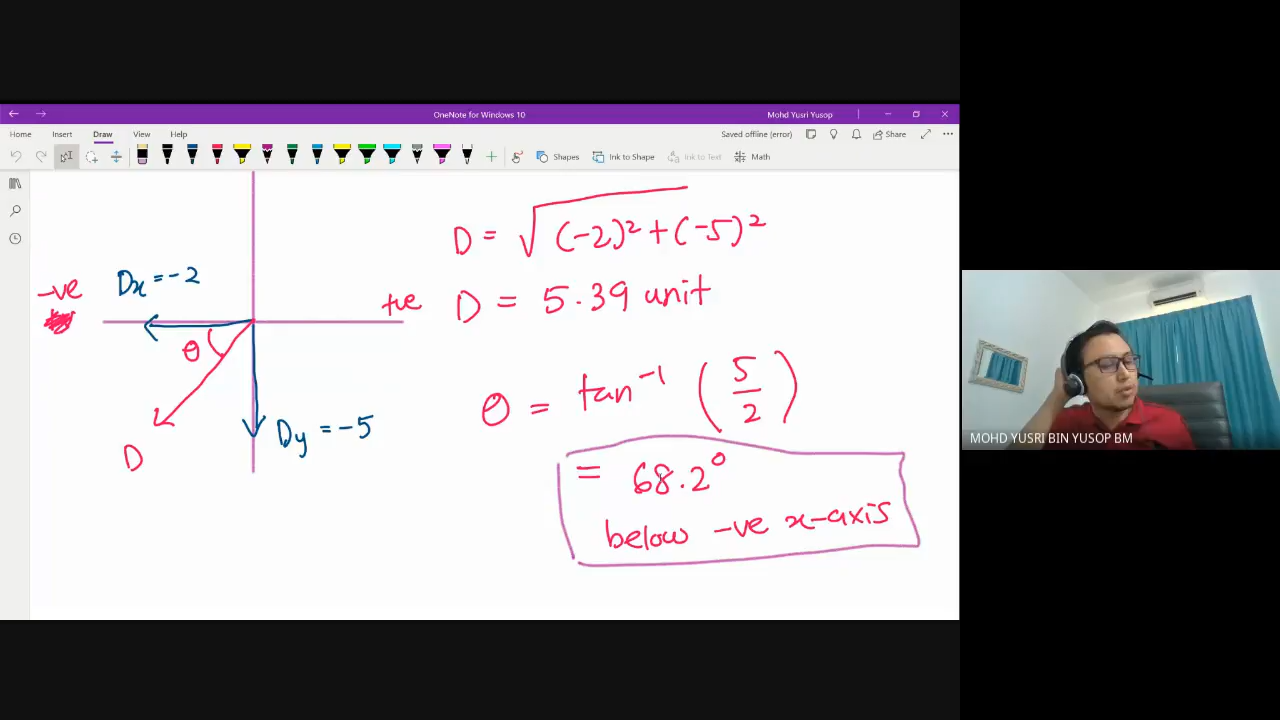 OneNote for Windows 10
Mohd Yusri Yusop
Home Insert Draw View Help
Saved offline (error)
Share
Shapes
Ink to Shape
Ink to Text
Math
D = √(-2)² + (-5)²
Dx = -2
-ve
+ve
D = 5.39 unit
θ
θ = tan⁻¹ (5/2)
Dy = -5
D
= 68.2°
below -ve x-axis
MOHD YUSRI BIN YUSOP BM